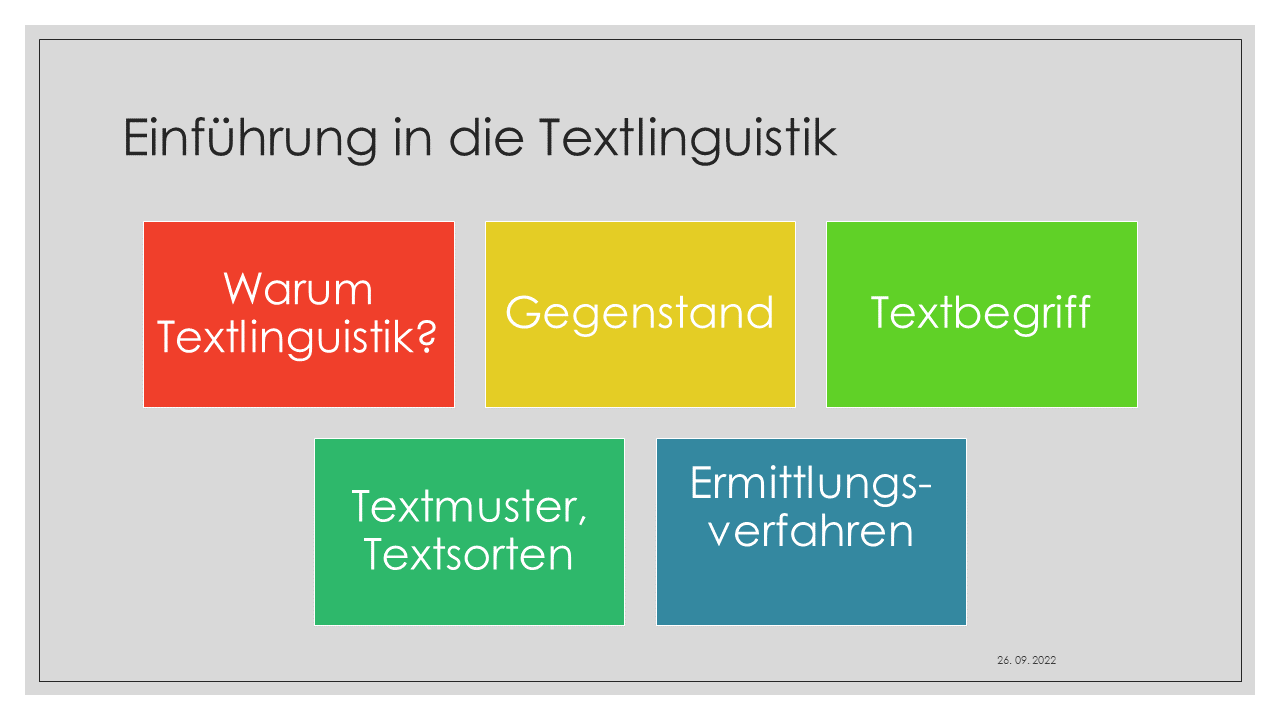 Einführung in die Textlinguistik
Warum
Textlinguistik?
Gegenstand
Textbegriff
Textmuster,
Textsorten
Ermittlungs-
verfahren
26. 09. 2022